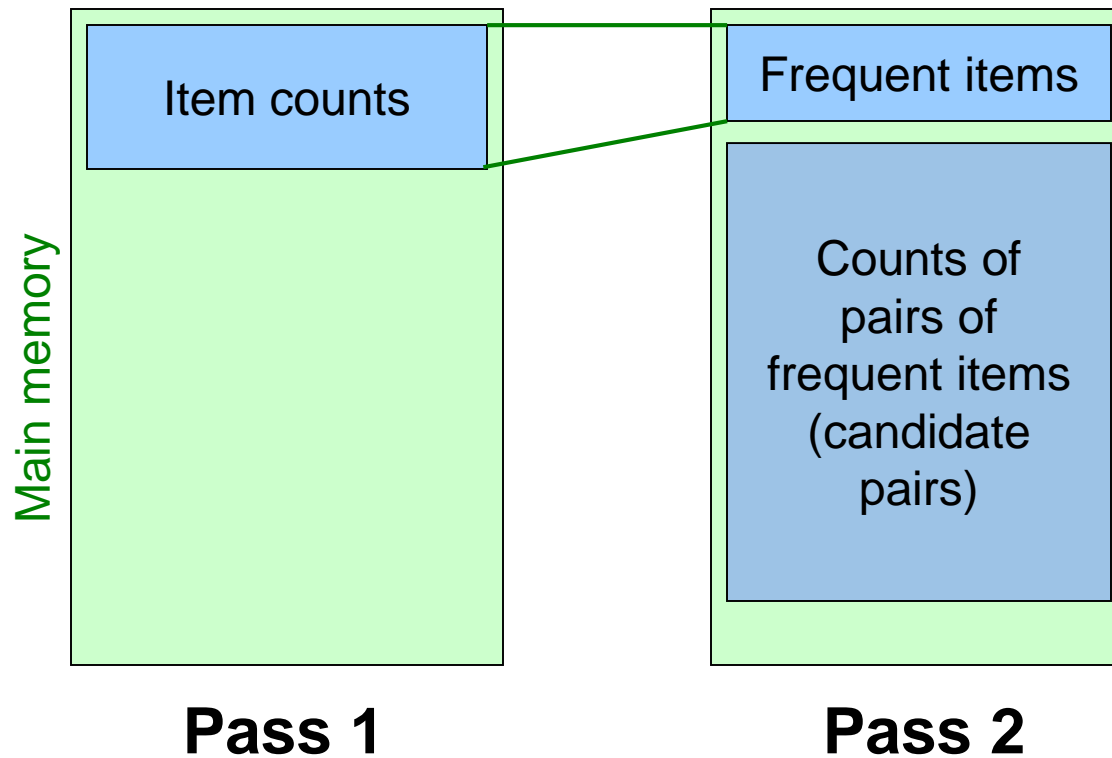 Main memory
Item counts
Frequent items
Counts of
pairs of
frequent items
(candidate
pairs)
Pass 1
Pass 2